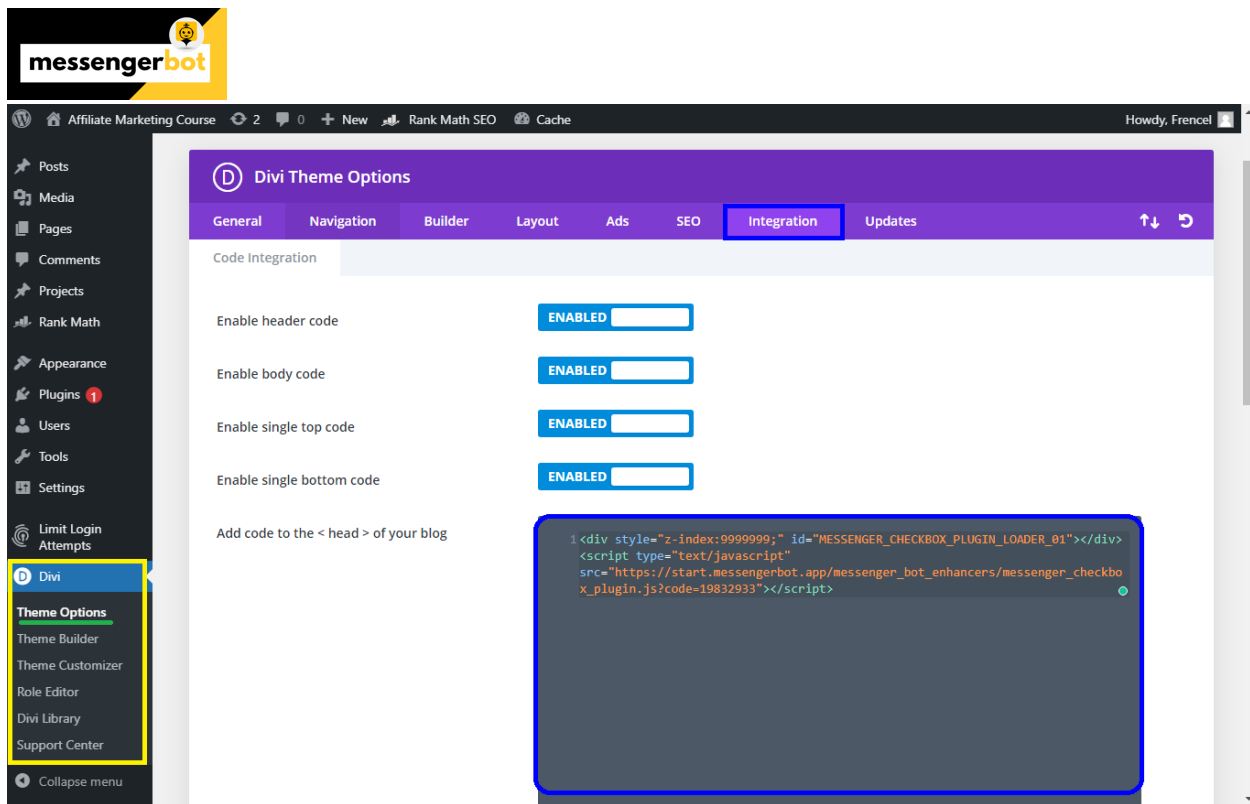 messengerbot
Affiliate Marketing Course 2 0 New Rank Math SEO Cache Howdy, Frencel
Posts
Media
Pages
Comments
Projects
Rank Math
Appearance
Plugins 1
Users
Tools
Settings
Limit Login
Attempts
D Divi
Theme Options
Theme Builder
Theme Customizer
Role Editor
Divi Library
Support Center
Collapse menu
D Divi Theme Options
General Navigation Builder Layout Ads SEO Integration Updates
Code Integration
Enable header code ENABLED
Enable body code ENABLED
Enable single top code ENABLED
Enable single bottom code ENABLED
Add code to the < head > of your blog
1 <div style="z-index:9999999;" id="MESSENGER_CHECKBOX_PLUGIN_LOADER_01"></div>
<script type="text/javascript"
src="https://start.messengerbot.app/messenger_bot_enhancers/messenger_checkbo
x_plugin.js?code=19832933"></script>